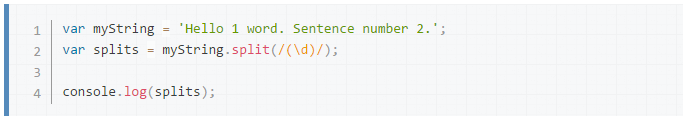 1 var myString = 'Hello 1 word. Sentence number 2.';
2 var splits = myString.split(/(\d)/);
3
4 console.log(splits);